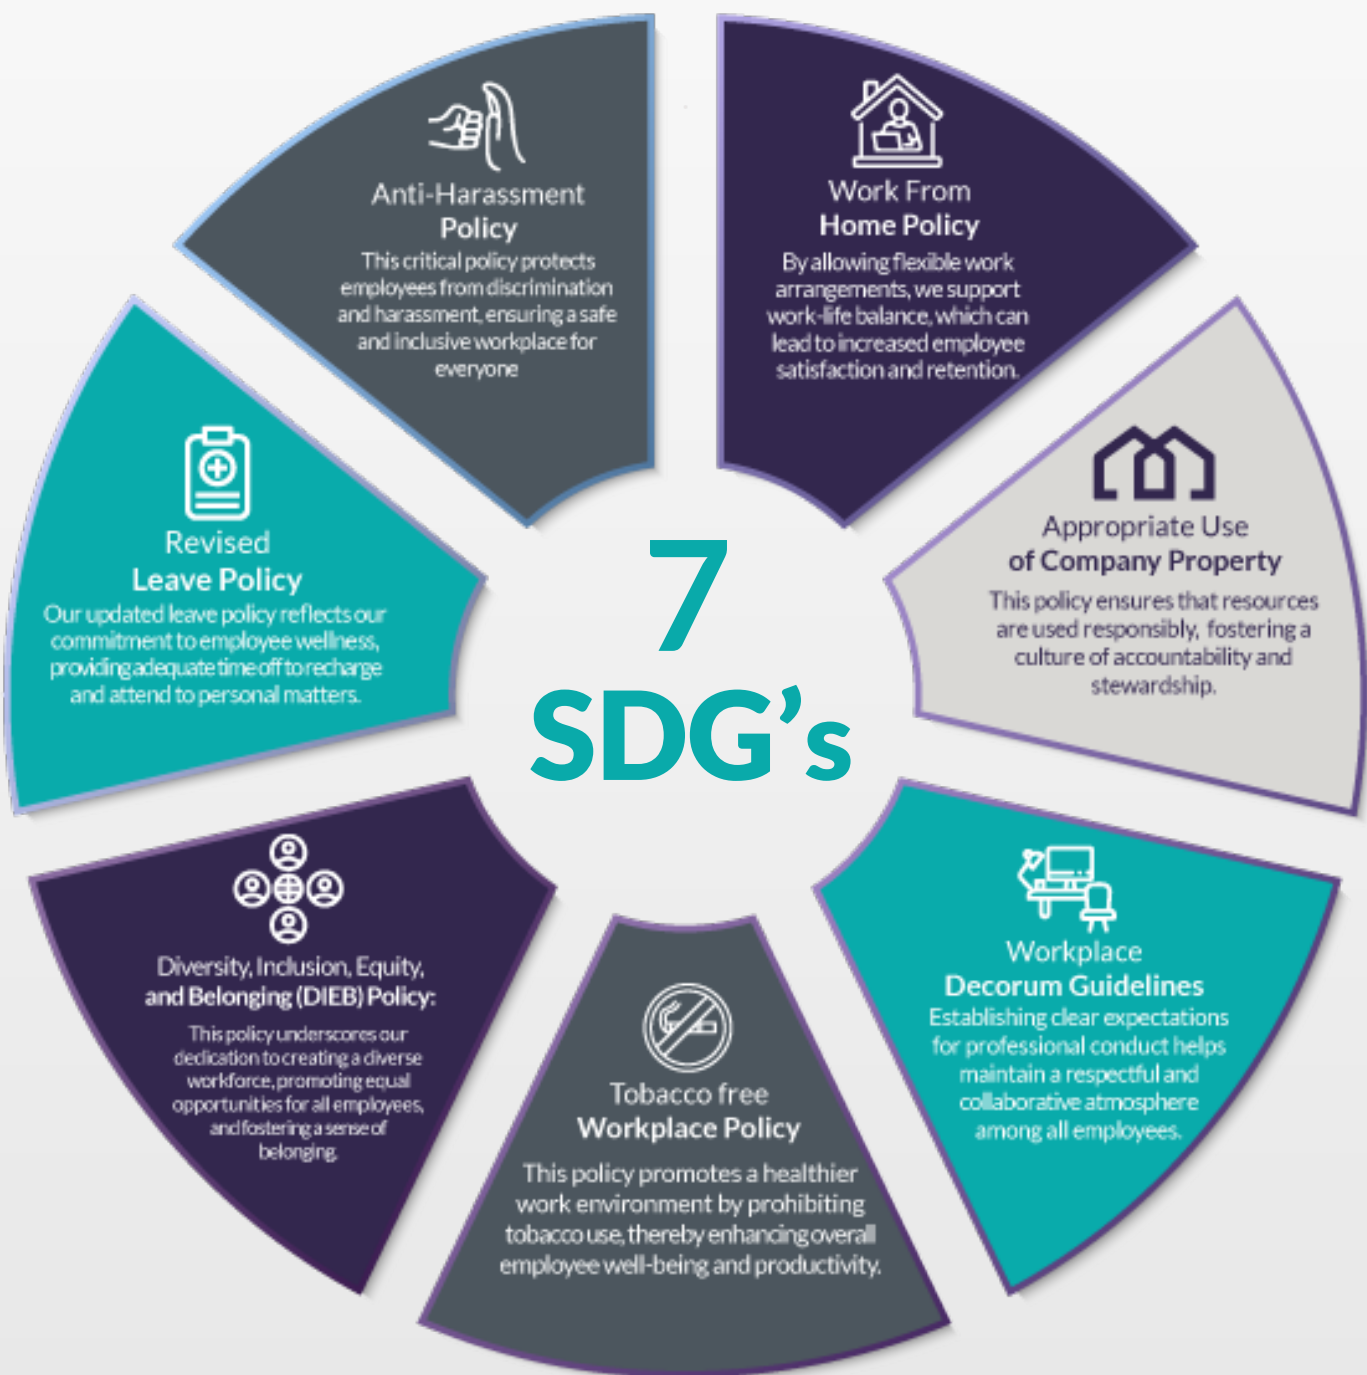 7
SDG's
Work From
Home Policy
By allowing flexible work
arrangements, we support
work-life balance, which can
lead to increased employee
satisfaction and retention.
Appropriate Use
of Company Property
This policy ensures that resources
are used responsibly, fostering a
culture of accountability and
stewardship.
Workplace
Decorum Guidelines
Establishing clear expectations
for professional conduct helps
maintain a respectful and
collaborative atmosphere
among all employees.
Tobacco free
Workplace Policy
This policy promotes a healthier
work environment by prohibiting
tobacco use, thereby enhancing overall
employee well-being and productivity.
Diversity, Inclusion, Equity,
and Belonging (DIEB) Policy:
This policy underscores our
dedication to creating a diverse
workforce, promoting equal
opportunities for all employees,
and fostering a sense of
belonging.
Revised
Leave Policy
Our updated leave policy reflects our
commitment to employee wellness,
providing adequate time off to recharge
and attend to personal matters.
Anti-Harassment
Policy
This critical policy protects
employees from discrimination
and harassment, ensuring a safe
and inclusive workplace for
everyone